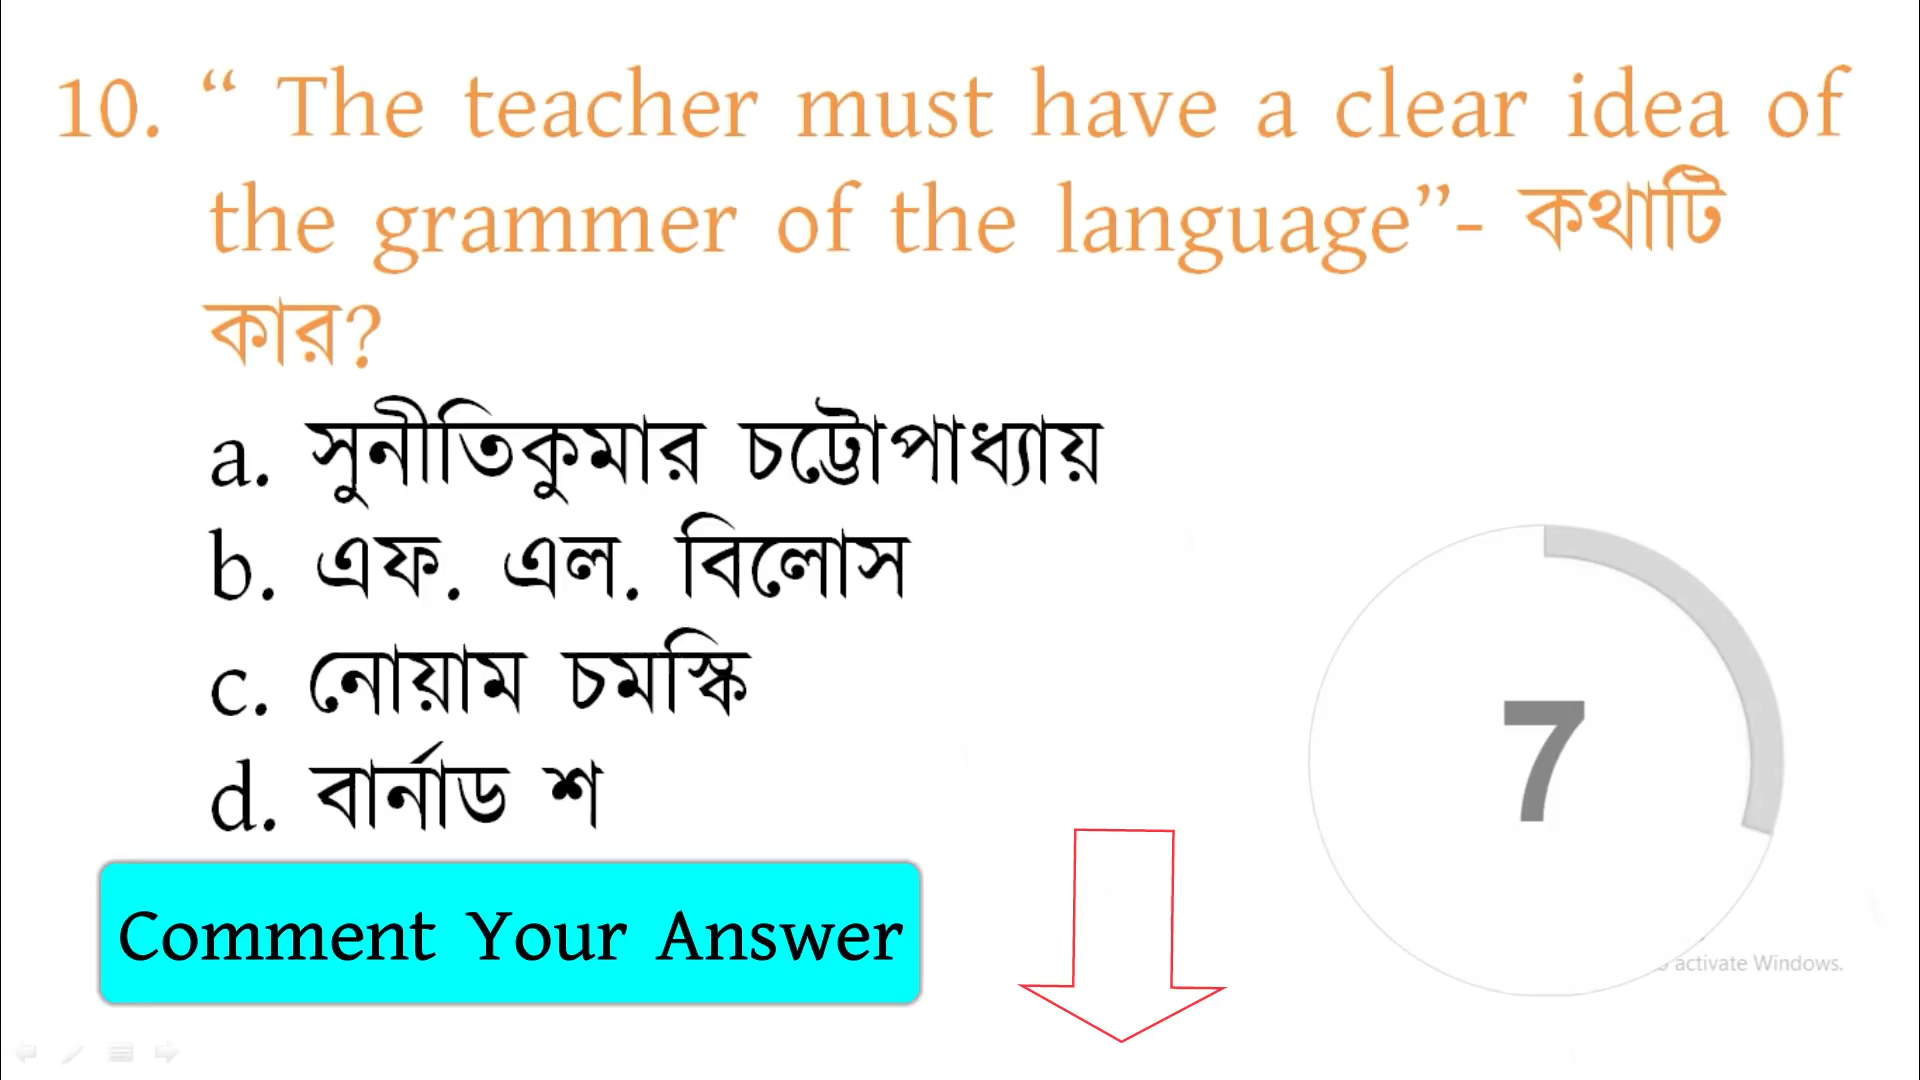 10. “ The teacher must have a clear idea of
the grammer of the language”- কথাটি
কার?
a. সুনীতিকুমার চট্টোপাধ্যায়
b. এফ. এল. বিলোস
c. নোয়াম চমস্কি
d. বার্নাড শ
7
Comment Your Answer
activate Windows.